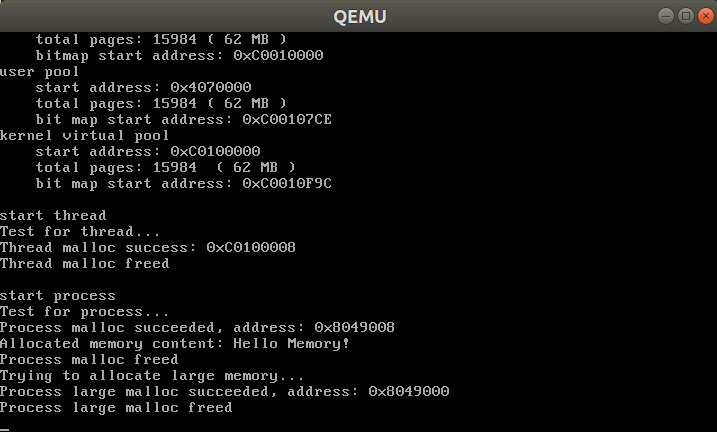 QEMU
total pages: 15984 ( 62 MB )
bitmap start address: 0xC0010000
user pool
start address: 0x4070000
total pages: 15984 ( 62 MB )
bit map start address: 0xC00107CE
kernel virtual pool
start address: 0xC0100000
total pages: 15984  ( 62 MB )
bit map start address: 0xC0010F9C
start thread
Test for thread...
Thread malloc success: 0xC0100008
Thread malloc freed
start process
Test for process...
Process malloc succeeded, address: 0x8049008
Allocated memory content: Hello Memory!
Process malloc freed
Trying to allocate large memory...
Process large malloc succeeded, address: 0x8049000
Process large malloc freed